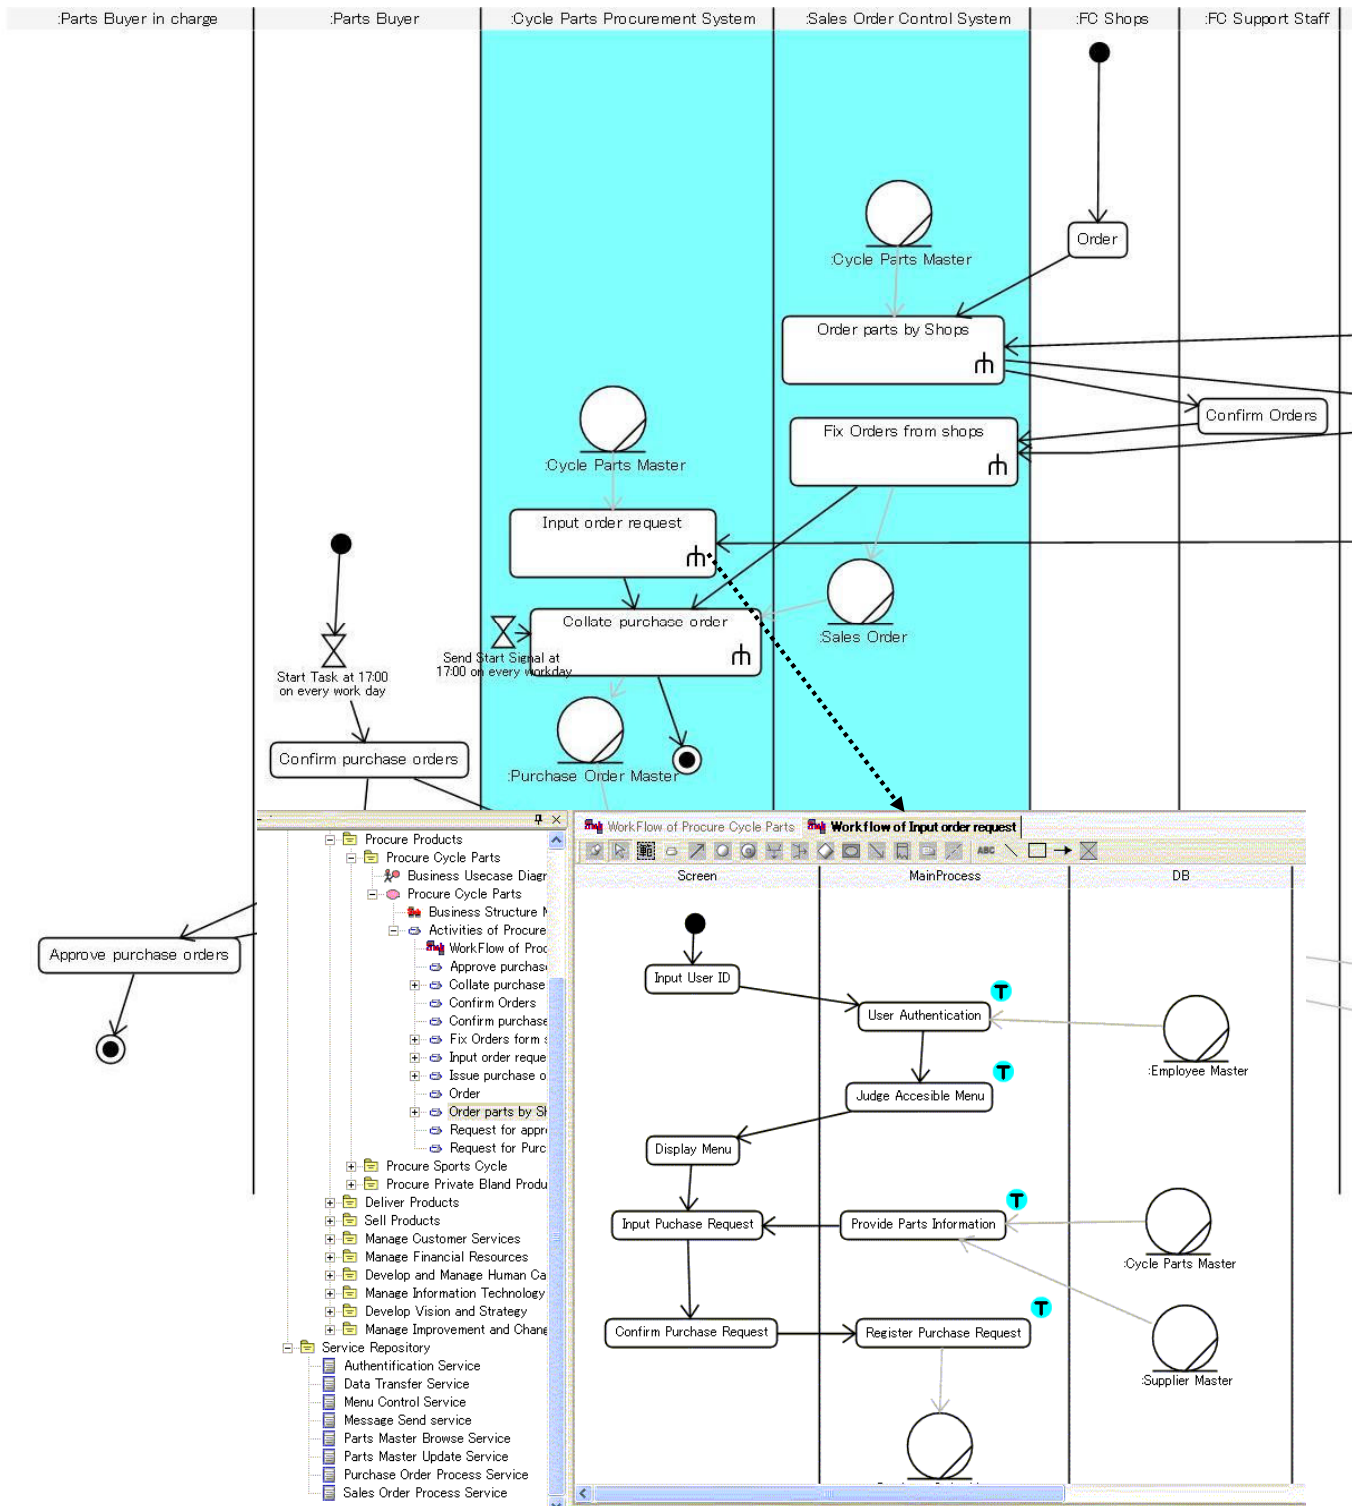 :Parts Buyer in charge
:Parts Buyer
:Cycle Parts Procurement System
:Sales Order Control System
:FC Shops
:FC Support Staff
Order
:Cycle Parts Master
Order parts by Shops
Confirm Orders
Fix Orders from shops
:Cycle Parts Master
Input order request
Collate purchase order
:Sales Order
Send Start Signal at
17:00 on every workday
Start Task at 17:00
on every work day
Confirm purchase orders
:Purchase Order Master
Approve purchase orders
Procure Products
Procure Cycle Parts
Business Usecase Diagr
Procure Cycle Parts
Business Structure
Activities of Procure
WorkFlow of Proc
Approve purchase
Collate purchase
Confirm Orders
Confirm purchase
Fix Orders form s
Input order reque
Issue purchase o
Order
Order parts by Sh
Request for appr
Request for Purc
Procure Sports Cycle
Procure Private Bland Produ
Deliver Products
Sell Products
Manage Customer Services
Manage Financial Resources
Develop and Manage Human Ca
Manage Information Technology
Develop Vision and Strategy
Manage Improvement and Chang
Service Repository
Authentification Service
Data Transfer Service
Menu Control Service
Message Send service
Parts Master Browse Service
Parts Master Update Service
Purchase Order Process Service
Sales Order Process Service
WorkFlow of Procure Cycle Parts
Workflow of Input order request
ABC
Screen
MainProcess
DB
Input User ID
T
User Authentication
:Employee Master
T
Judge Accesible Menu
Display Menu
T
Input Puchase Request
Provide Parts Information
:Cycle Parts Master
T
Confirm Purchase Request
Register Purchase Request
:Supplier Master